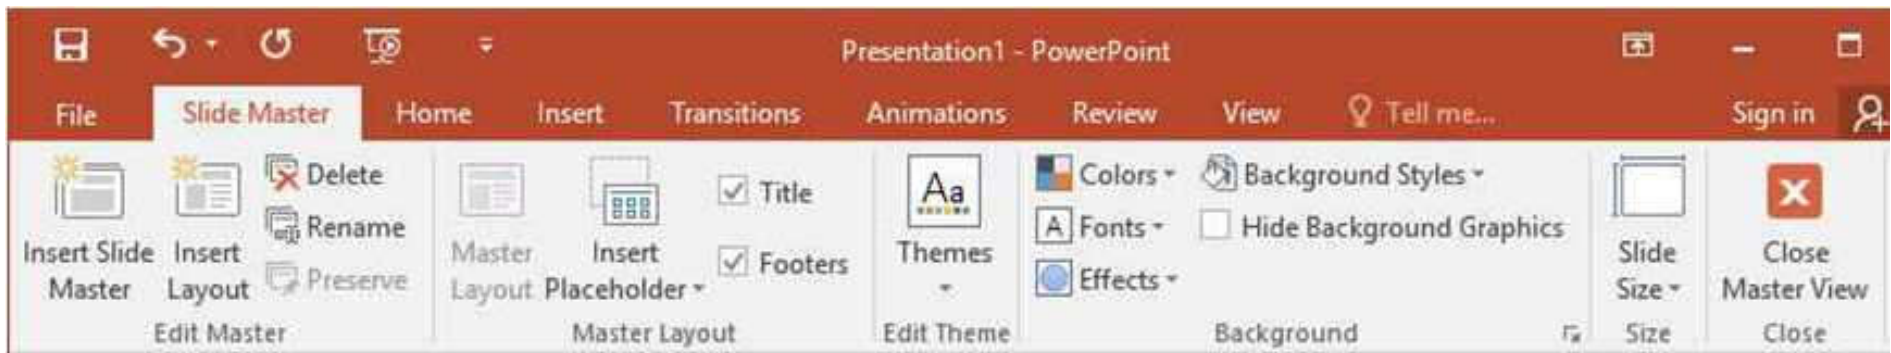 Presentation1 - PowerPoint
File Slide Master Home Insert Transitions Animations Review View Tell me... Sign in
Insert Slide Master
Insert Layout
Delete
Rename
Preserve
Edit Master
Master Layout
Insert Placeholder
Title
Footers
Master Layout
Aa
Themes
Edit Theme
Colors
A Fonts
Effects
Background Styles
Hide Background Graphics
Background
Slide Size
Size
Close Master View
Close